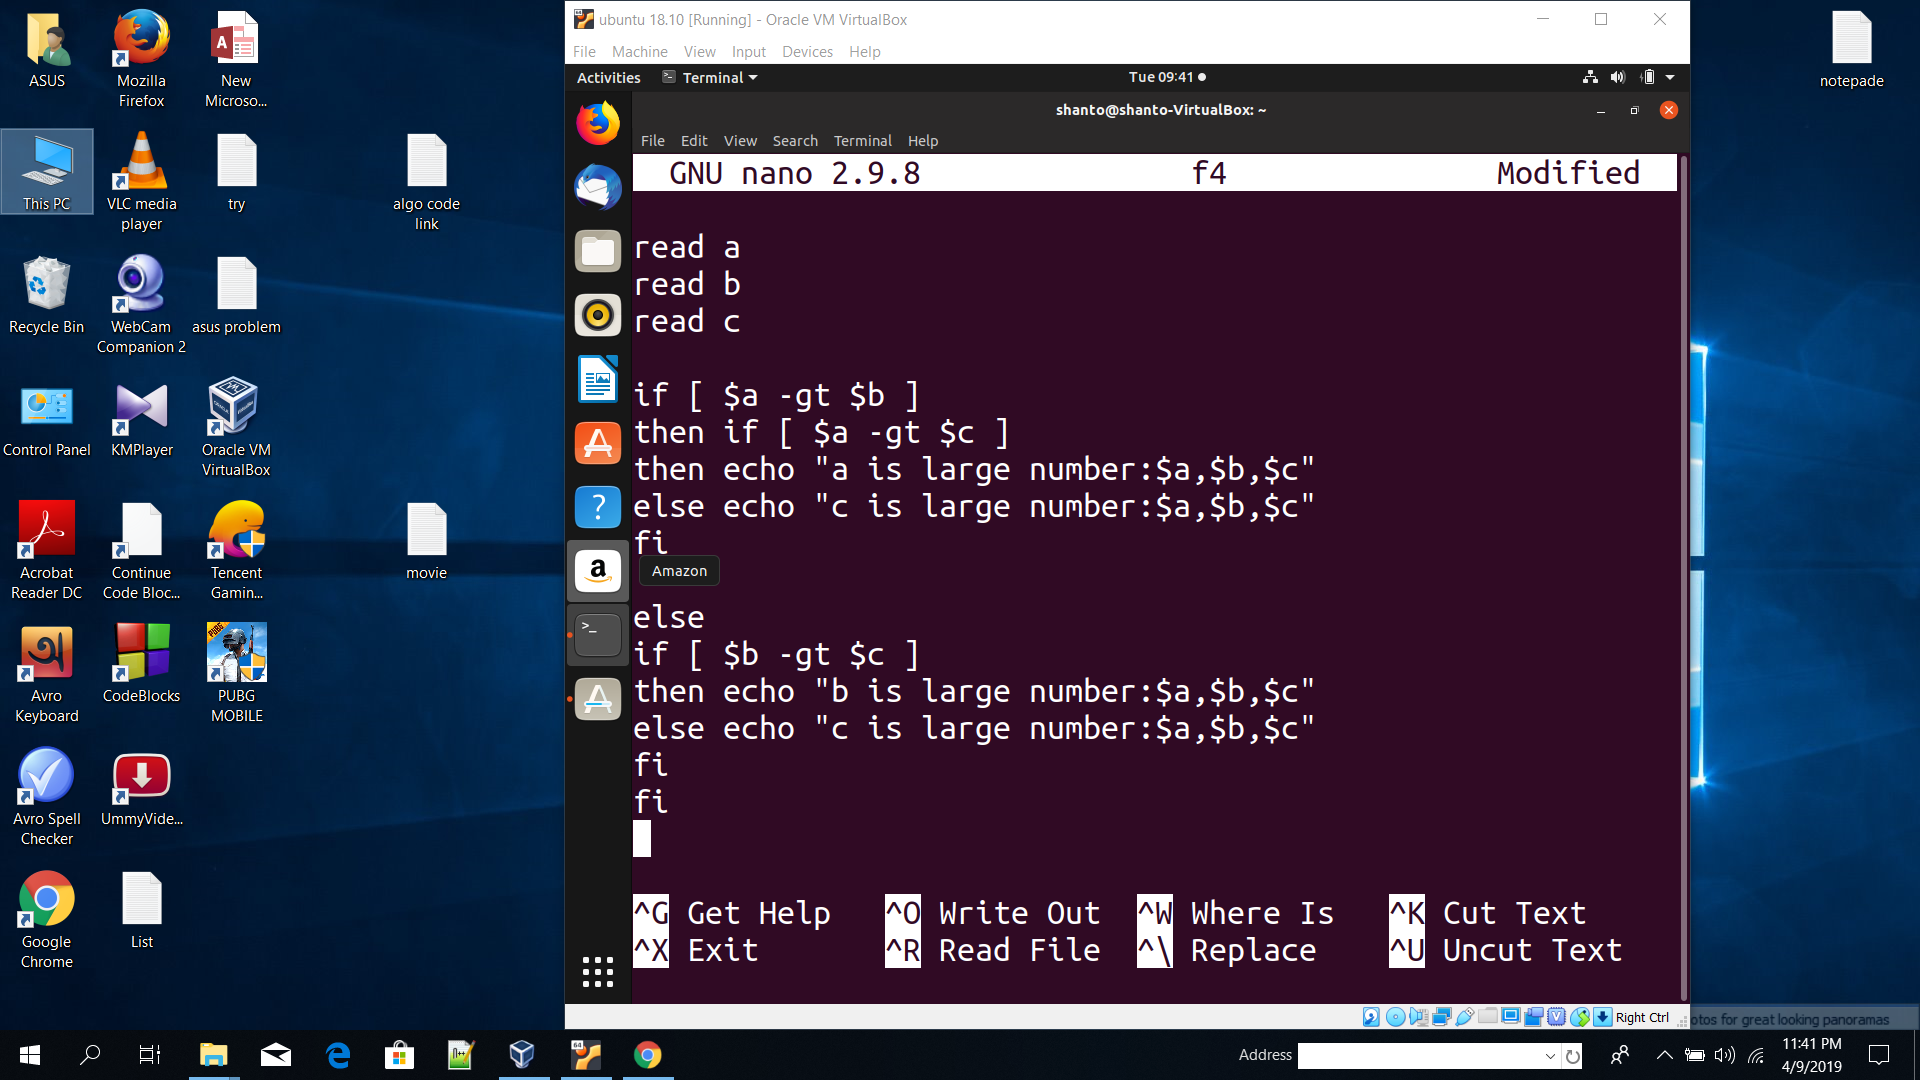 ASUS
Mozilla
Firefox
New
Microso...
This PC
VLC media
player
try
algo code
link
Recycle Bin
WebCam
Companion 2
asus problem
Control Panel
KMPlayer
Oracle VM
VirtualBox
Acrobat
Reader DC
Continue
Code Bloc...
Tencent
Gamin...
movie
Avro
Keyboard
CodeBlocks
PUBG
MOBILE
Avro Spell
Checker
UmmyVide...
Google
Chrome
List
notepade
ubuntu 18.10 [Running] - Oracle VM VirtualBox
File Machine View Input Devices Help
Activities Terminal Tue 09:41
shanto@shanto-VirtualBox: ~
File Edit View Search Terminal Help
GNU nano 2.9.8 f4 Modified
read a
read b
read c
if [ $a -gt $b ]
then if [ $a -gt $c ]
then echo "a is large number:$a,$b,$c"
else echo "c is large number:$a,$b,$c"
fi
Amazon
else
if [ $b -gt $c ]
then echo "b is large number:$a,$b,$c"
else echo "c is large number:$a,$b,$c"
fi
fi
^G Get Help ^O Write Out ^W Where Is ^K Cut Text
^X Exit ^R Read File ^\ Replace ^U Uncut Text
Right Ctrl
otos for great looking panoramas
Address
11:41 PM
4/9/2019